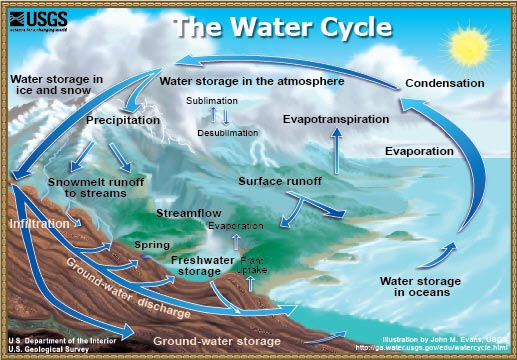 USGS
science for a changing world
The Water Cycle
Water storage in
ice and snow
Water storage in the atmosphere
Condensation
Sublimation
Precipitation
Desublimation
Evapotranspiration
Evaporation
Snowmelt runoff
to streams
Surface runoff
Streamflow
Infiltration
Evaporation
Spring
Freshwater
storage
Plant
uptake
Ground-water discharge
Water storage
in oceans
U.S. Department of the Interior
U.S. Geological Survey
Ground-water storage
Illustration by John M. Evans, USGS
http://ga.water.usgs.gov/edu/watercycle.html